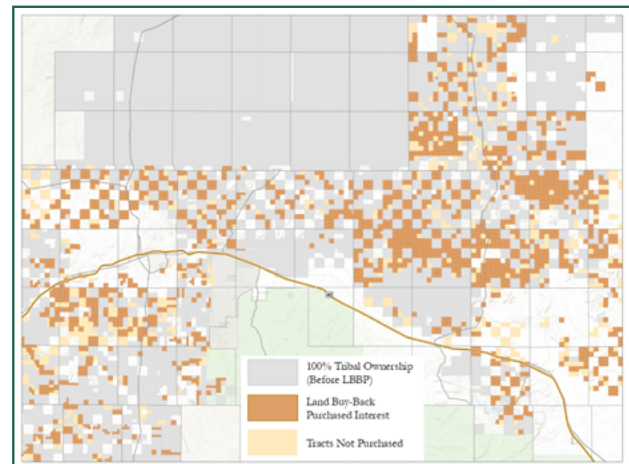 100% Tribal Ownership
(Before LBBP)
Land Buy-Back
Purchased Interest
Tracts Not Purchased